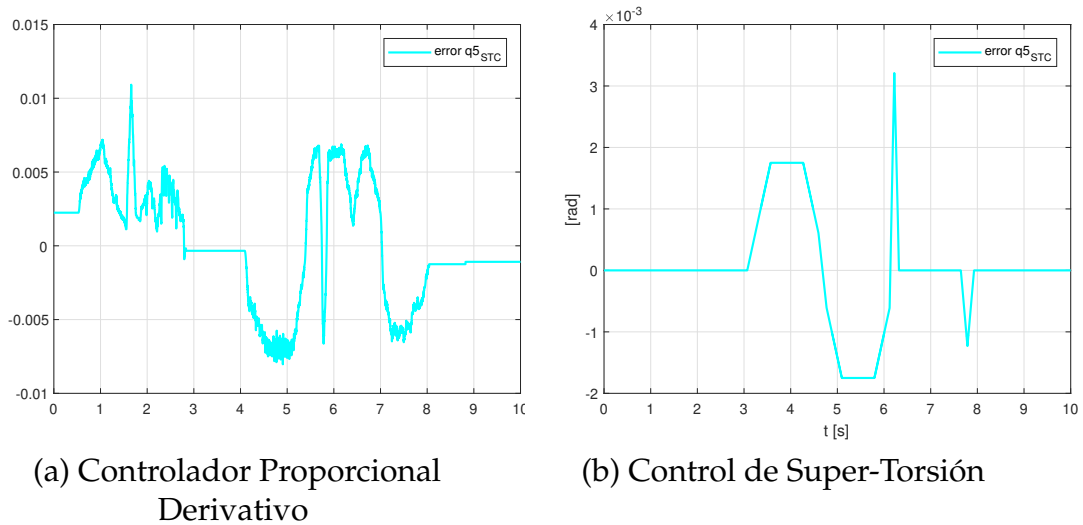 0.015
0.01
0.005
0
-0.005
-0.01
0 1 2 3 4 5 6 7 8 9 10
error q5STC
(a) Controlador Proporcional
Derivativo
×10-3
4
3
2
1
0
-1
-2
[rad]
0 1 2 3 4 5 6 7 8 9 10
t [s]
error q5STC
(b) Control de Super-Torsión